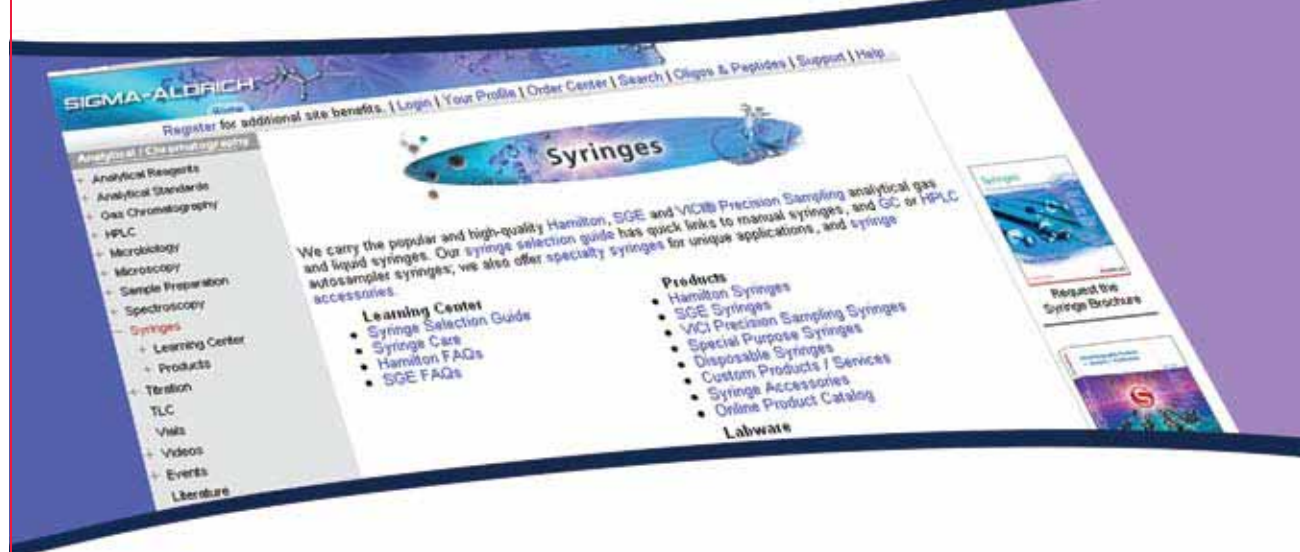 SIGMA-ALDRICH
Home
Register for additional site benefits. | Login | Your Profile | Order Center | Search | Oligos & Peptides | Support | Help
Analytical / Chromatography
+ Analytical Reagents
+ Analytical Standards
+ Gas Chromatography
+ HPLC
+ Microbiology
+ Microscopy
+ Sample Preparation
+ Spectroscopy
– Syringes
+ Learning Center
+ Products
+ Titration
TLC
Vials
+ Videos
+ Events
Literature
Syringes
We carry the popular and high-quality Hamilton, SGE and VICI® Precision Sampling analytical gas
and liquid syringes. Our syringe selection guide has quick links to manual syringes, and GC or HPLC
autosampler syringes; we also offer specialty syringes for unique applications, and syringe
accessories.
Learning Center
• Syringe Selection Guide
• Syringe Care
• Hamilton FAQs
• SGE FAQs
Products
• Hamilton Syringes
• SGE Syringes
• VICI Precision Sampling Syringes
• Special Purpose Syringes
• Disposable Syringes
• Custom Products / Services
• Syringe Accessories
• Online Product Catalog
Labware
Syringes
Request the
Syringe Brochure